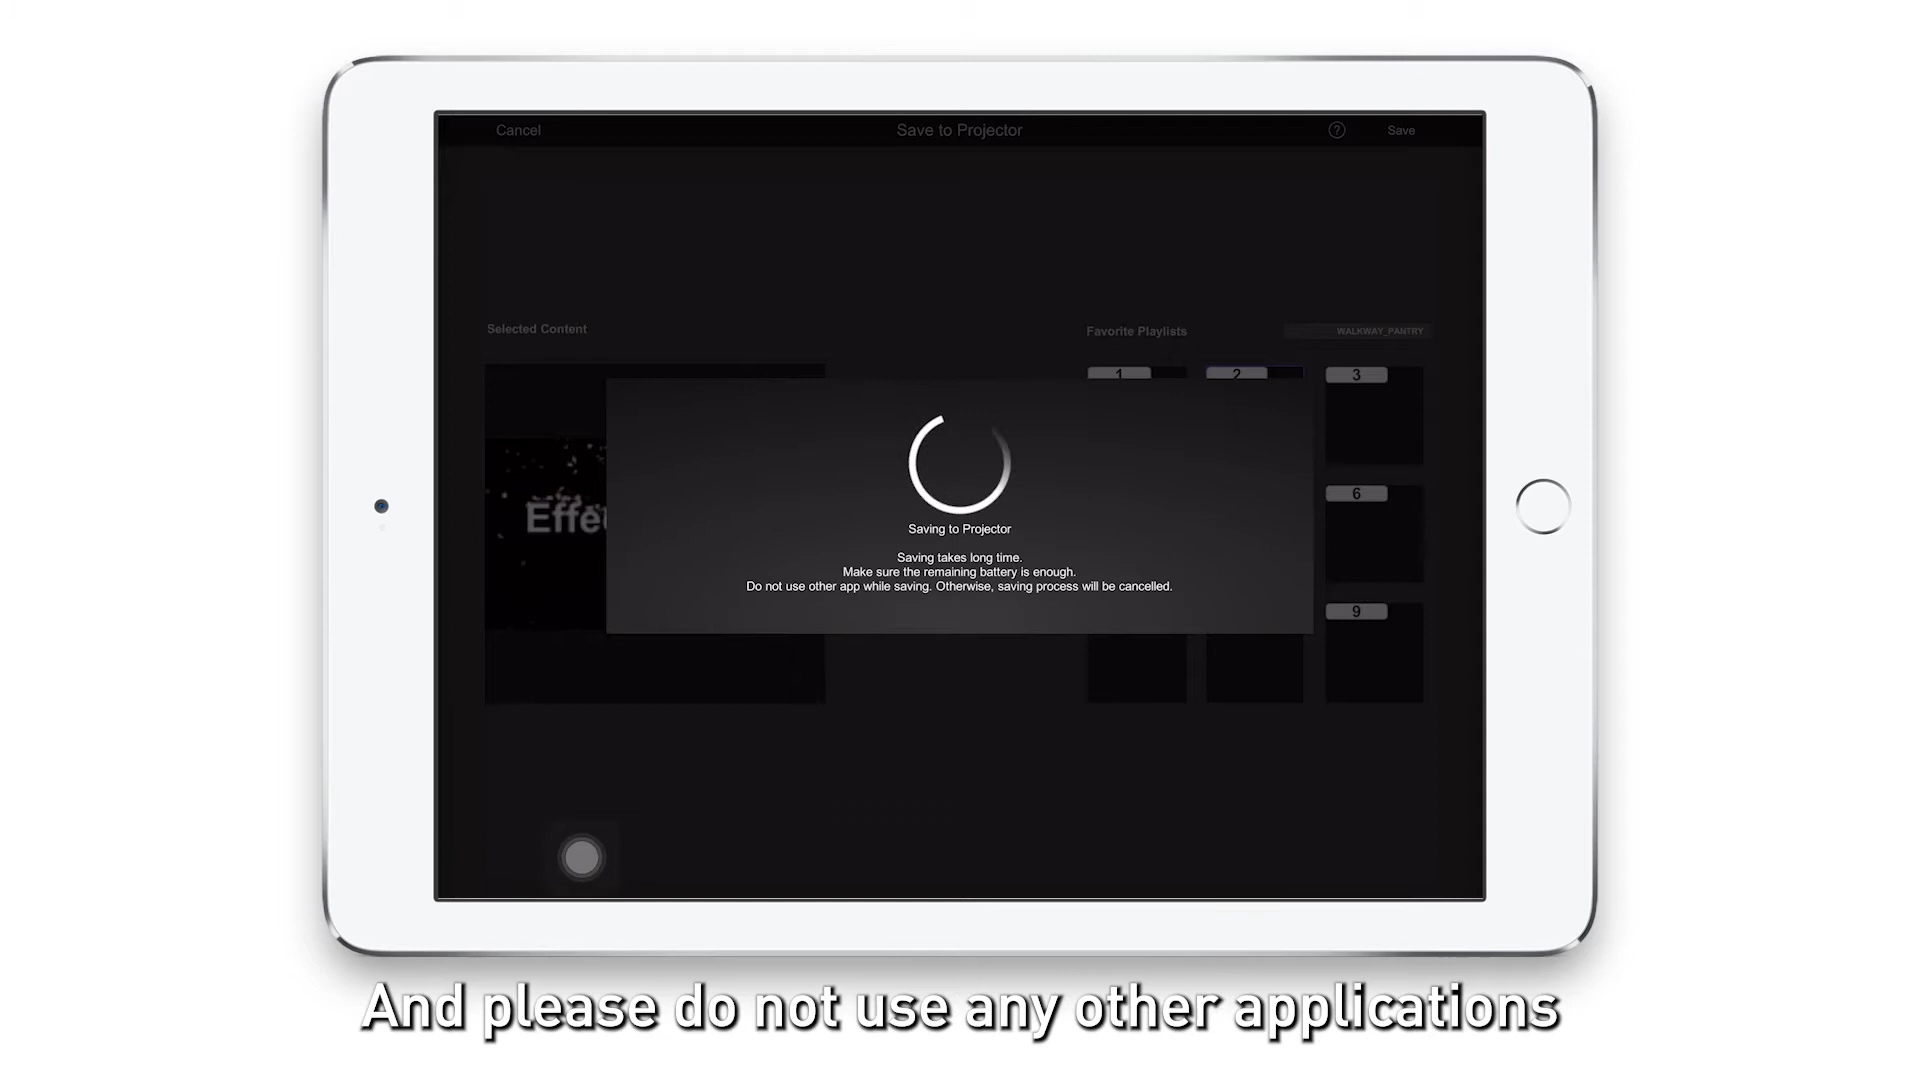 Cancel
Save to Projector
?
Save
Selected Content
Favorite Playlists
WALKWAY_PANTRY
1
2
3
Effe
6
Saving to Projector
Saving takes long time.
Make sure the remaining battery is enough.
Do not use other app while saving. Otherwise, saving process will be cancelled.
9
And please do not use any other applications